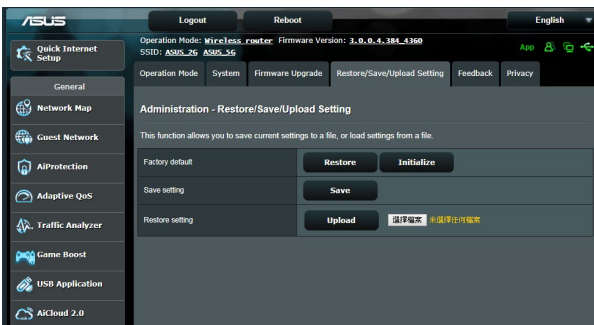 ASUS
Logout
Reboot
English
Quick Internet
Setup
Operation Mode: Wireless router Firmware Version: 3.0.0.4.384_4360
SSID: ASUS_2G ASUS_5G
App
Operation Mode
System
Firmware Upgrade
Restore/Save/Upload Setting
Feedback
Privacy
General
Network Map
Guest Network
AiProtection
Adaptive QoS
Traffic Analyzer
Game Boost
USB Application
AiCloud 2.0
Administration - Restore/Save/Upload Setting
This function allows you to save current settings to a file, or load settings from a file.
Factory default Restore Initialize
Save setting Save
Restore setting Upload 選擇檔案 未選擇任何檔案